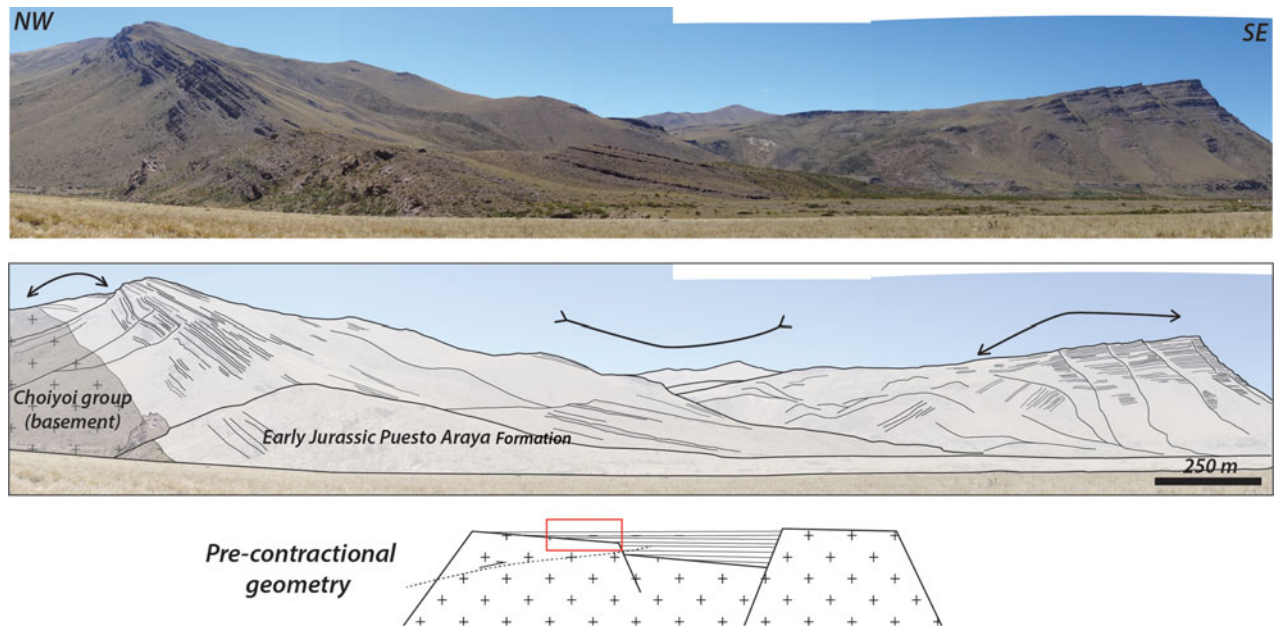 NW
SE
Choiyoi group
(basement)
Early Jurassic Puesto Araya Formation
250 m
Pre-contractional
geometry